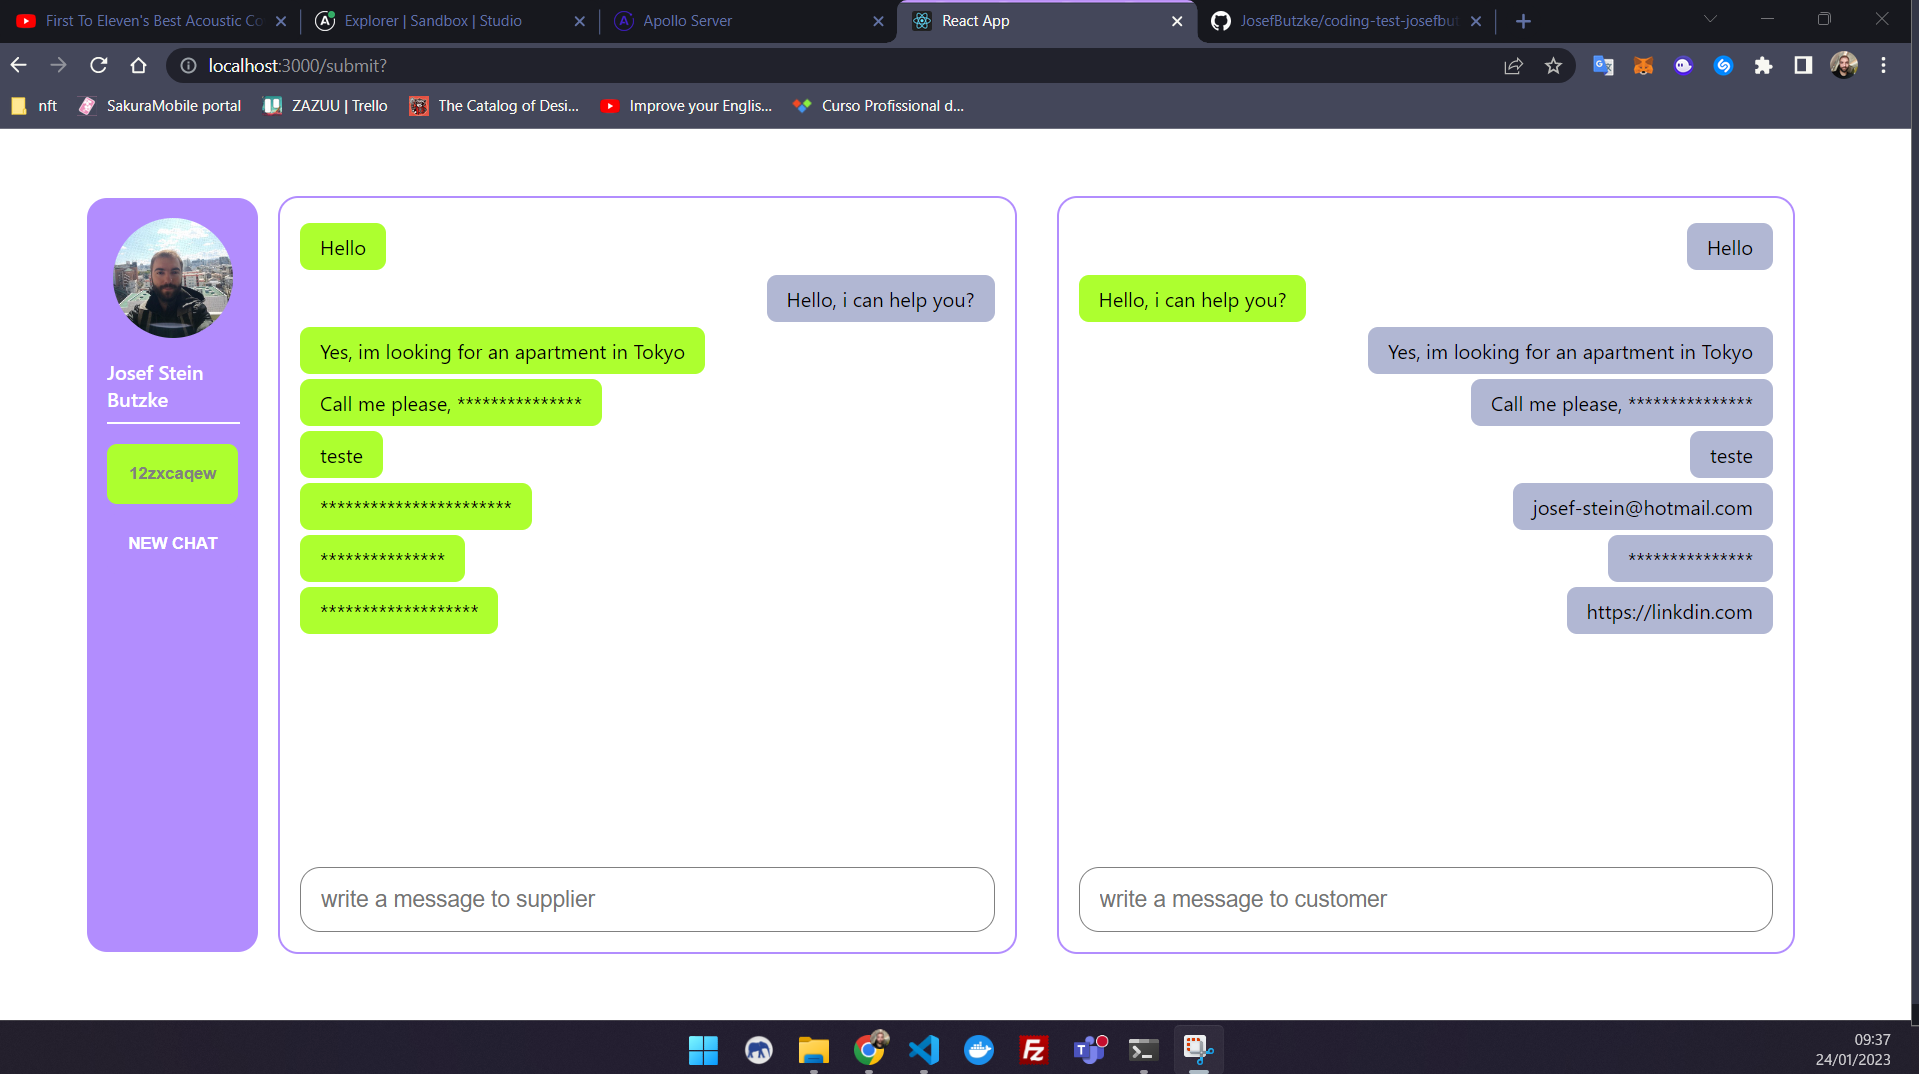 First To Eleven's Best Acoustic Co
Explorer | Sandbox | Studio
Apollo Server
React App
JosefButzke/coding-test-josefbut
localhost:3000/submit?
nft
SakuraMobile portal
ZAZUU | Trello
The Catalog of Desi...
Improve your Englis...
Curso Profissional d...
Josef Stein
Butzke
12zxcaqew
NEW CHAT
Hello
Hello, i can help you?
Yes, im looking for an apartment in Tokyo
Call me please, ***************
teste
***********************
***************
*******************
write a message to supplier
Hello
Hello, i can help you?
Yes, im looking for an apartment in Tokyo
Call me please, ***************
teste
josef-stein@hotmail.com
***************
https://linkdin.com
write a message to customer
09:37
24/01/2023